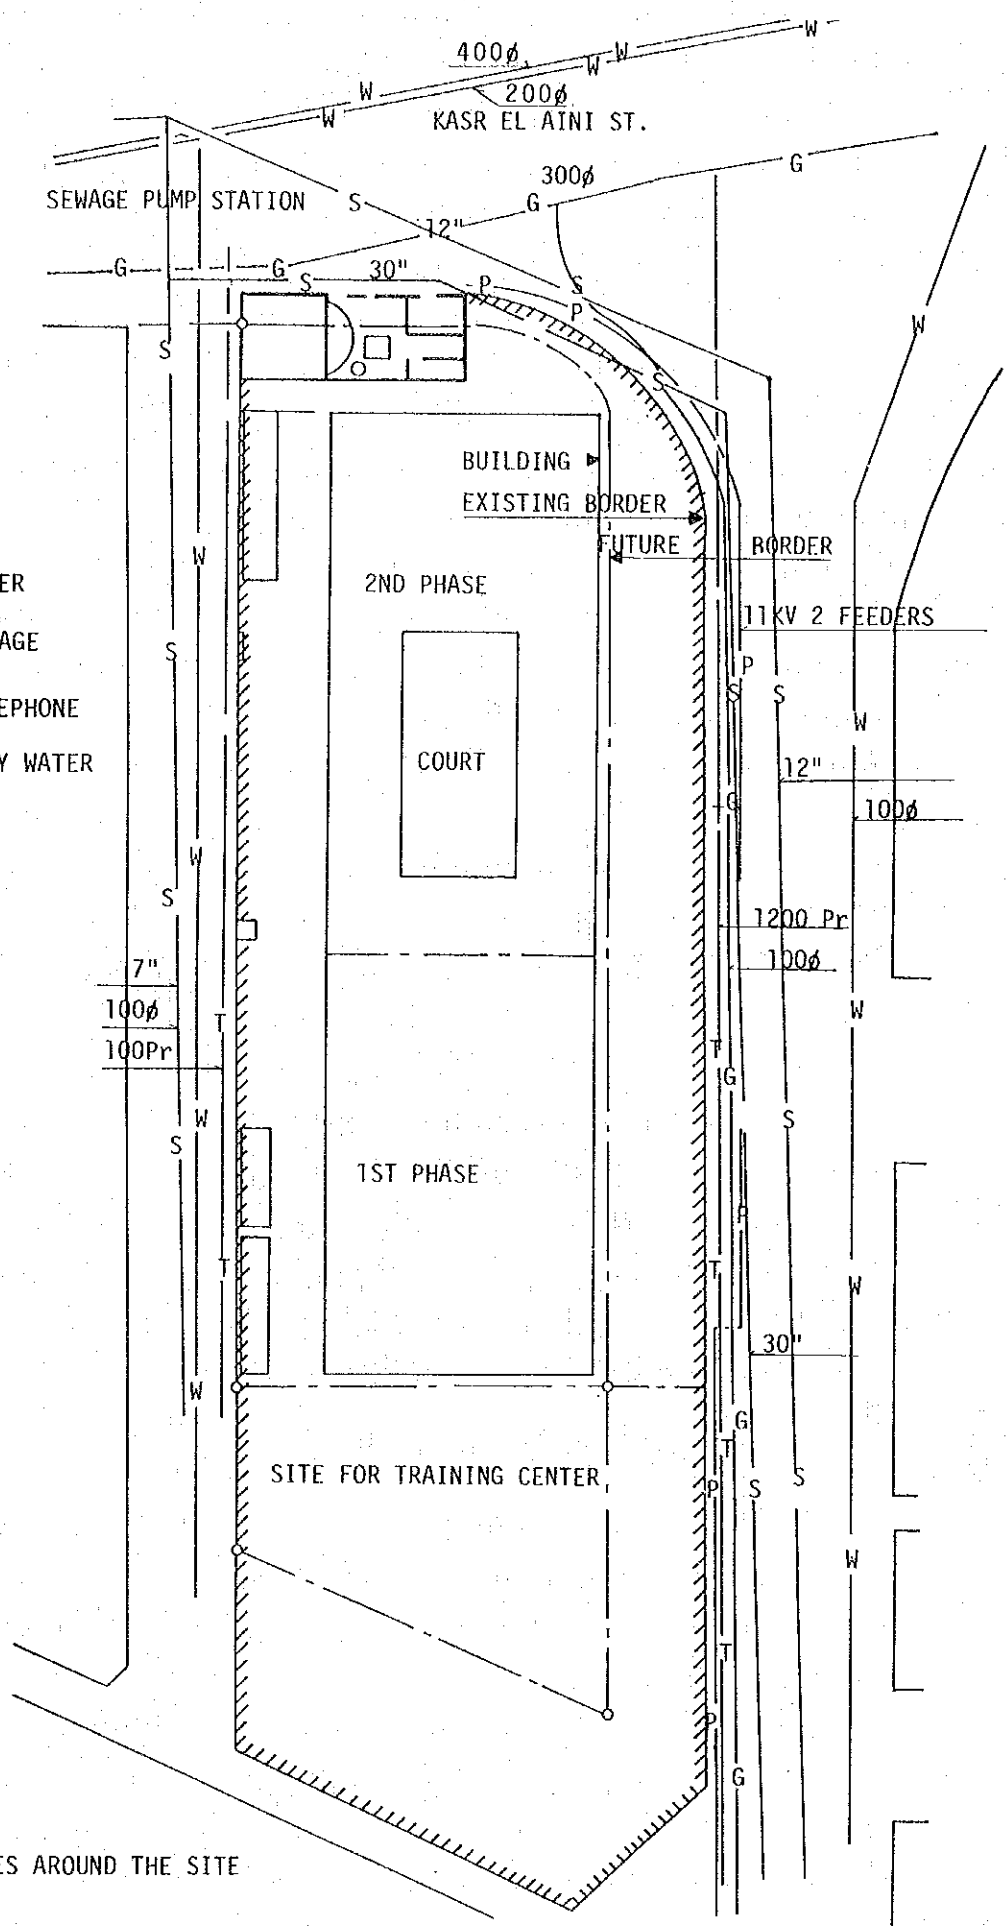 W
400ø
W
W
W
200ø
W
KASR EL AINI ST.
G
300ø
SEWAGE PUMP STATION
S
G
12"
G
G
30"
S
P
S
P
W
S
S
BUILDING
EXISTING BORDER
FUTURE BORDER
W
ER
2ND PHASE
11KV 2 FEEDERS
AGE
S
P
S
S
EPHONE
W
Y WATER
COURT
12"
G
100ø
W
S
1200 Pr
7"
100ø
100ø
W
T
100Pr
T
G
W
S
S
1ST PHASE
P
T
T
W
30"
W
G
T
SITE FOR TRAINING CENTER
P
S
S
W
T
P
G
ES AROUND THE SITE